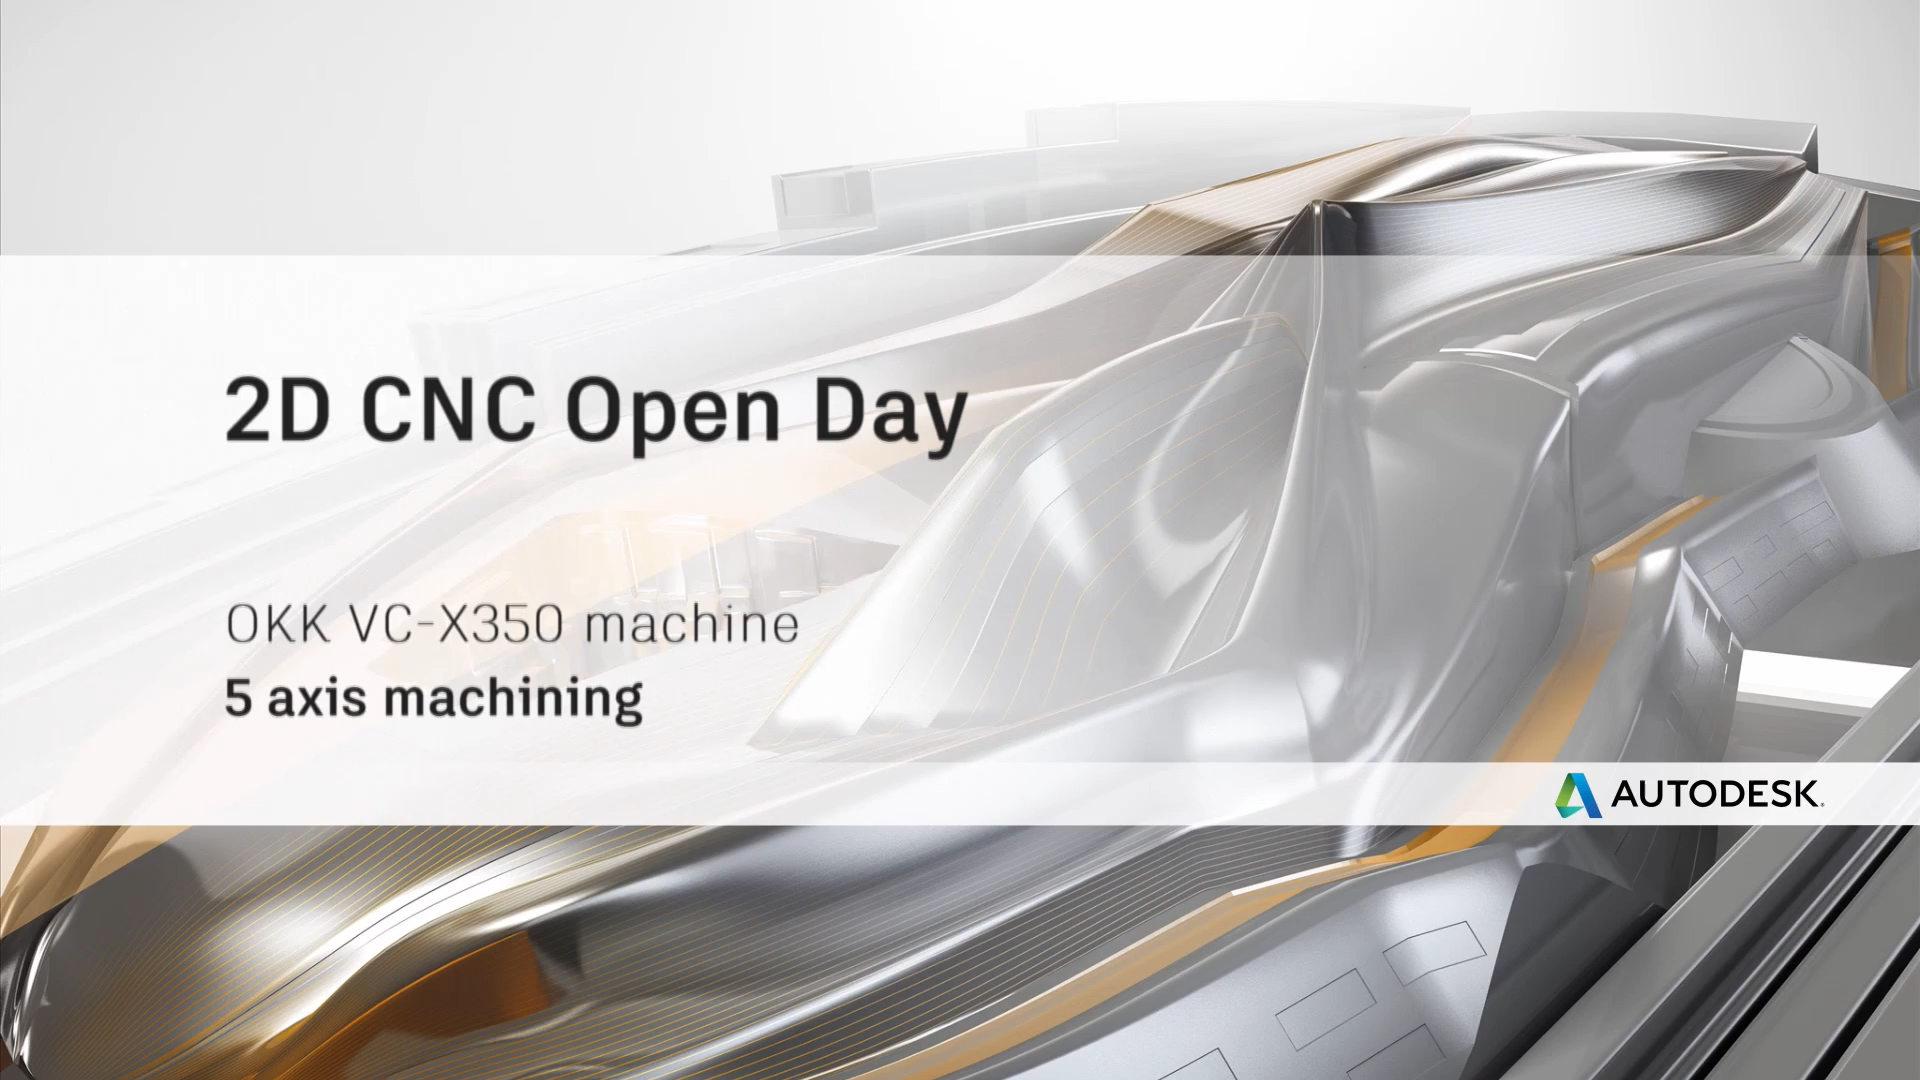 2D CNC Open Day
OKK VC-X350 machine
5 axis machining
AUTODESK.